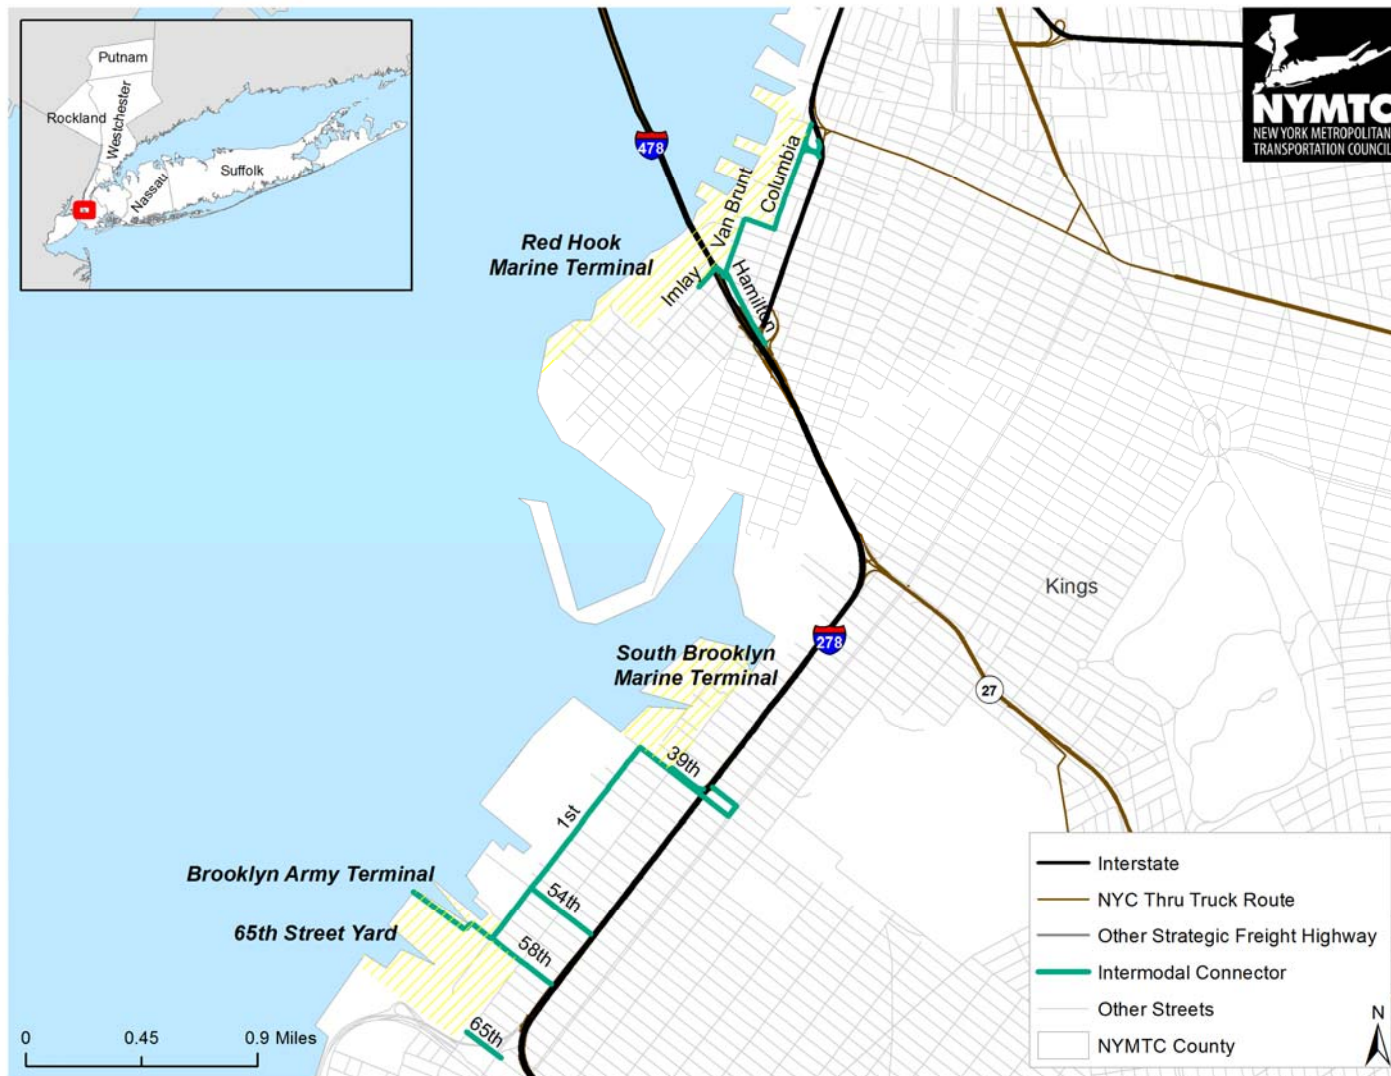 Putnam
Rockland
Westchester
Nassau
Suffolk
NYMTC
NEW YORK METROPOLITAN
TRANSPORTATION COUNCIL
478
Columbia
Van Brunt
Red Hook
Marine Terminal
Imlay
Hamilton
Kings
278
South Brooklyn
Marine Terminal
27
39th
1st
Brooklyn Army Terminal
54th
65th Street Yard
58th
65th
0 0.45 0.9 Miles
Interstate
NYC Thru Truck Route
Other Strategic Freight Highway
Intermodal Connector
Other Streets
NYMTC County
N